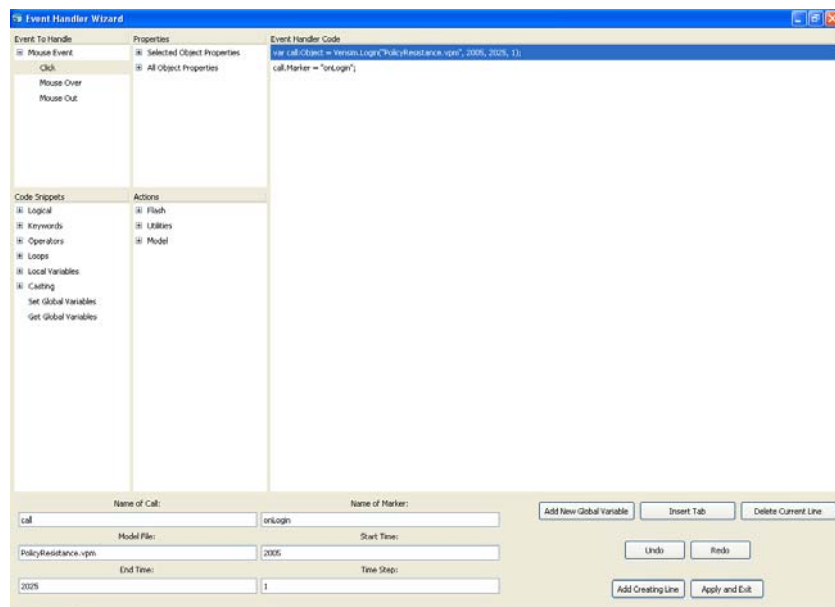 Event Handler Wizard
Event To Handle
Mouse Event
Click
Mouse Over
Mouse Out
Properties
Selected Object Properties
All Object Properties
Event Handler Code
var call:Object = Vensim.Login("PolicyResistance.vpm", 2005, 2025, 1);
call.Marker = "onLogin";
Code Snippets
Logical
Keywords
Operators
Loops
Local Variables
Casting
Set Global Variables
Get Global Variables
Actions
Flash
Utilities
Model
Name of Call:
Name of Marker:
call
onLogin
Model File:
Start Time:
PolicyResistance.vpm
2005
End Time:
Time Step:
2025
1
Add New Global Variable
Insert Tab
Delete Current Line
Undo
Redo
Add Creating Line
Apply and Exit